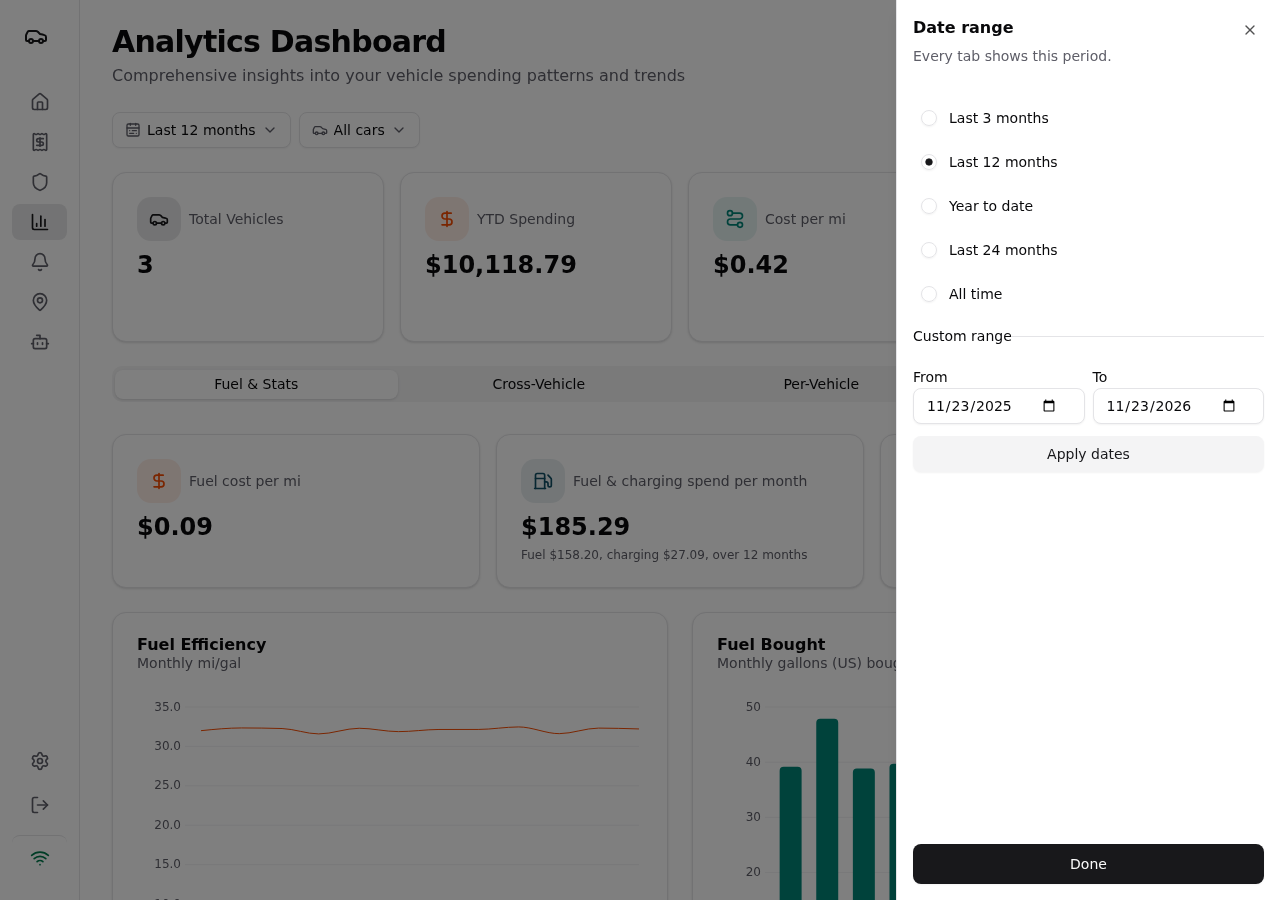 Analytics Dashboard
Comprehensive insights into your vehicle spending patterns and trends
Last 12 months
All cars
Total Vehicles
3
YTD Spending
$10,118.79
Cost per mi
$0.42
Fuel & Stats
Cross-Vehicle
Per-Vehicle
Fuel cost per mi
$0.09
Fuel & charging spend per month
$185.29
Fuel $158.20, charging $27.09, over 12 months
Fuel Efficiency
Monthly mi/gal
35.0
30.0
25.0
20.0
15.0
Fuel Bought
Monthly gallons (US)
50
40
30
20
Date range
Every tab shows this period.
Last 3 months
Last 12 months
Year to date
Last 24 months
All time
Custom range
From
To
11/23/2025
11/23/2026
Apply dates
Done